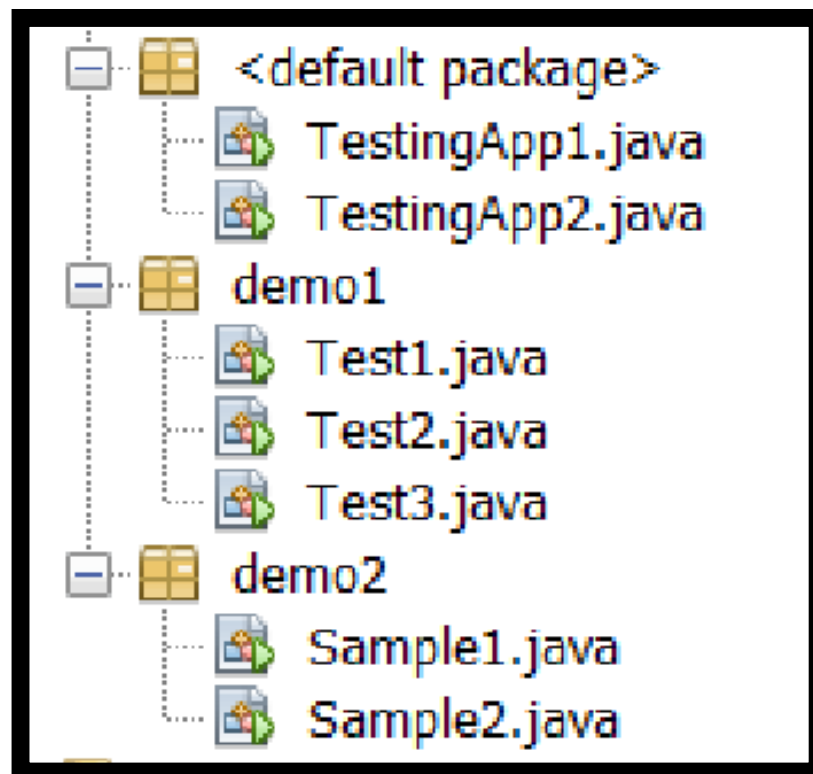 <default package>
TestingApp1.java
TestingApp2.java
demo1
Test1.java
Test2.java
Test3.java
demo2
Sample1.java
Sample2.java